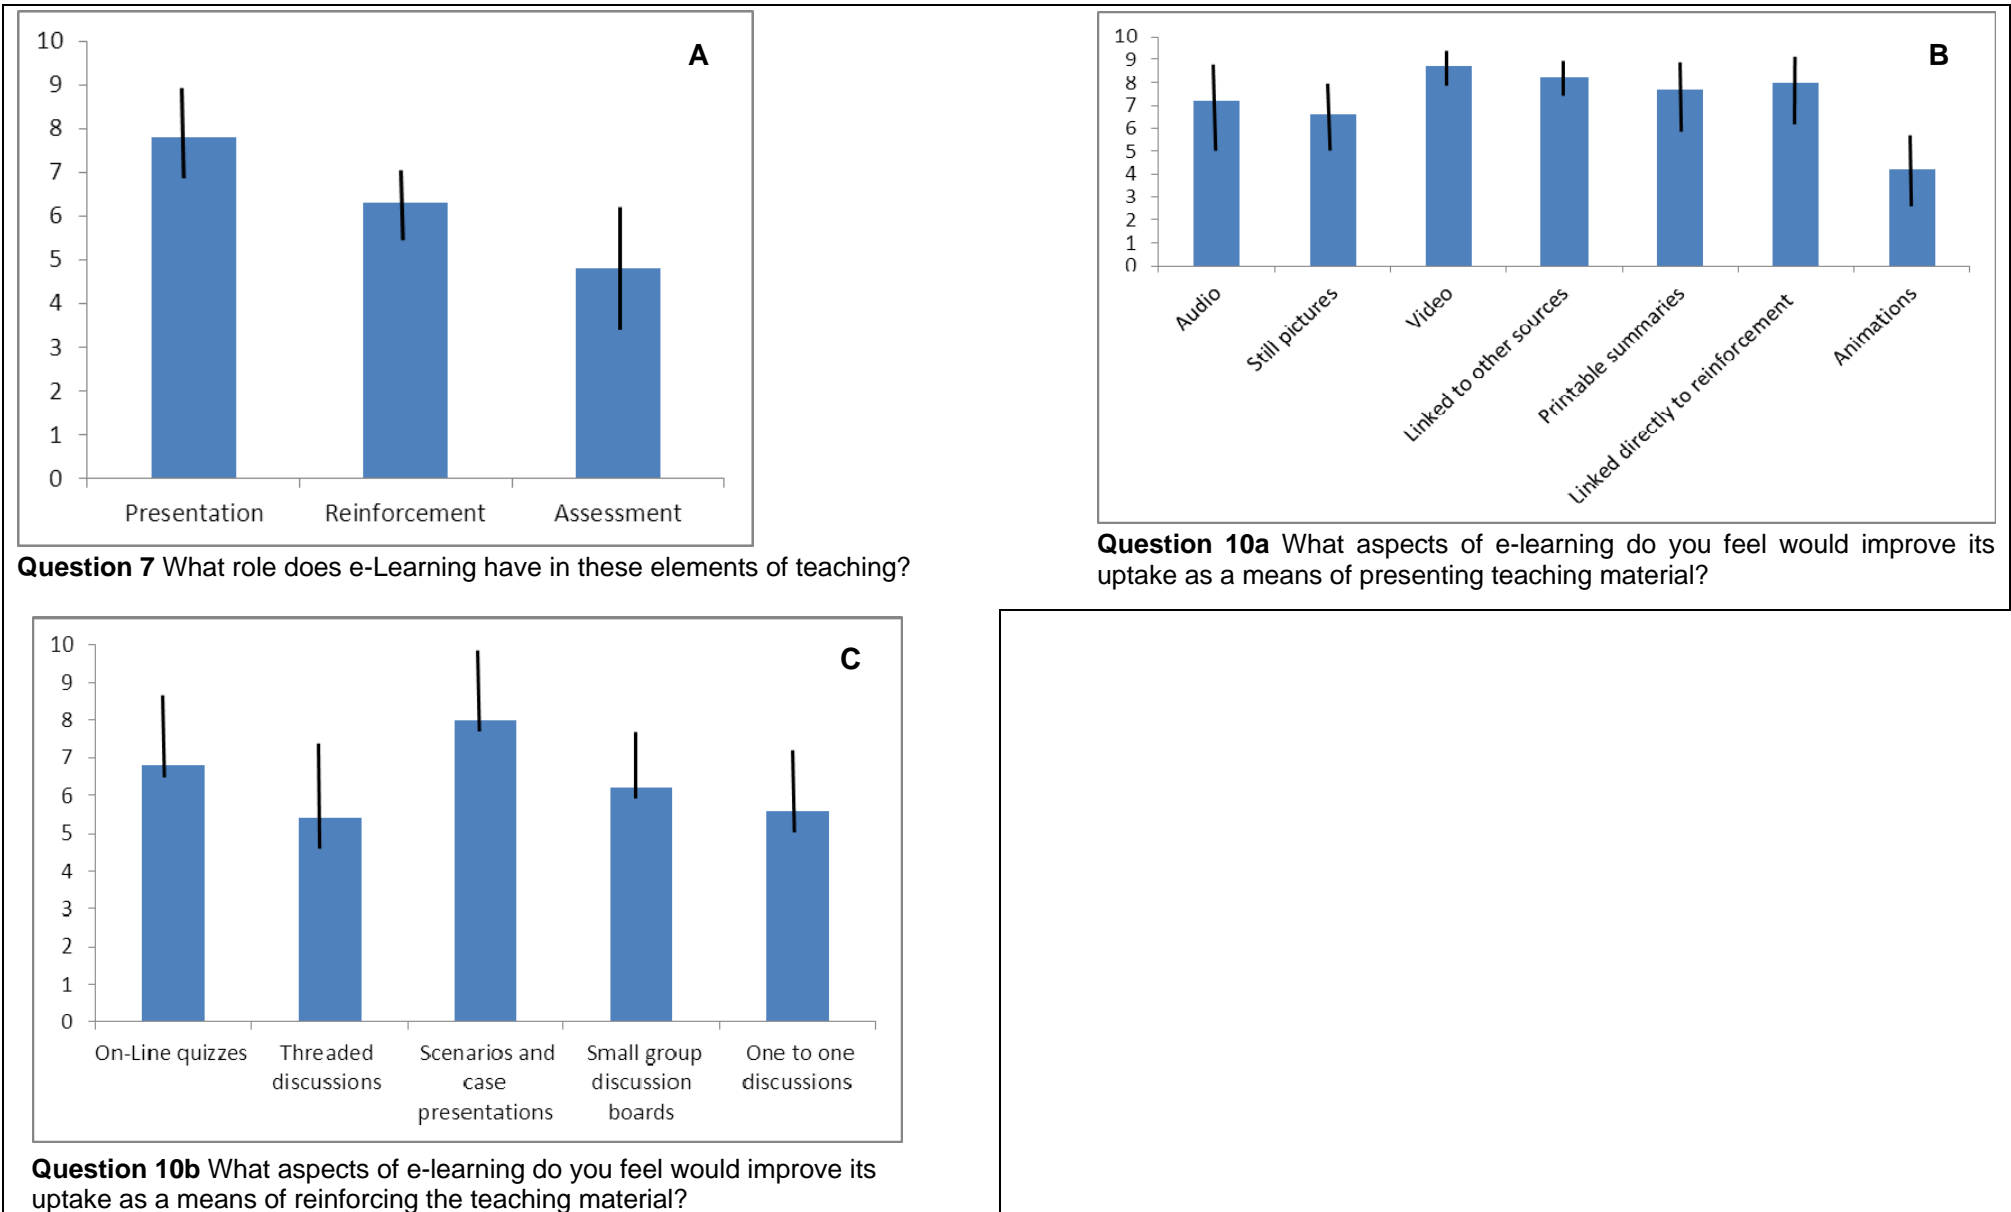 A
10
9
8
7
6
5
4
3
2
1
0
Presentation Reinforcement Assessment
Question 7 What role does e-Learning have in these elements of teaching?
B
10
9
8
7
6
5
4
3
2
1
0
Audio
Still pictures
Video
Linked to other sources
Printable summaries
Linked directly to reinforcement
Animations
Question 10a What aspects of e-learning do you feel would improve its
uptake as a means of presenting teaching material?
C
10
9
8
7
6
5
4
3
2
1
0
On-Line quizzes
Threaded
discussions
Scenarios and
case
presentations
Small group
discussion
boards
One to one
discussions
Question 10b What aspects of e-learning do you feel would improve its
uptake as a means of reinforcing the teaching material?